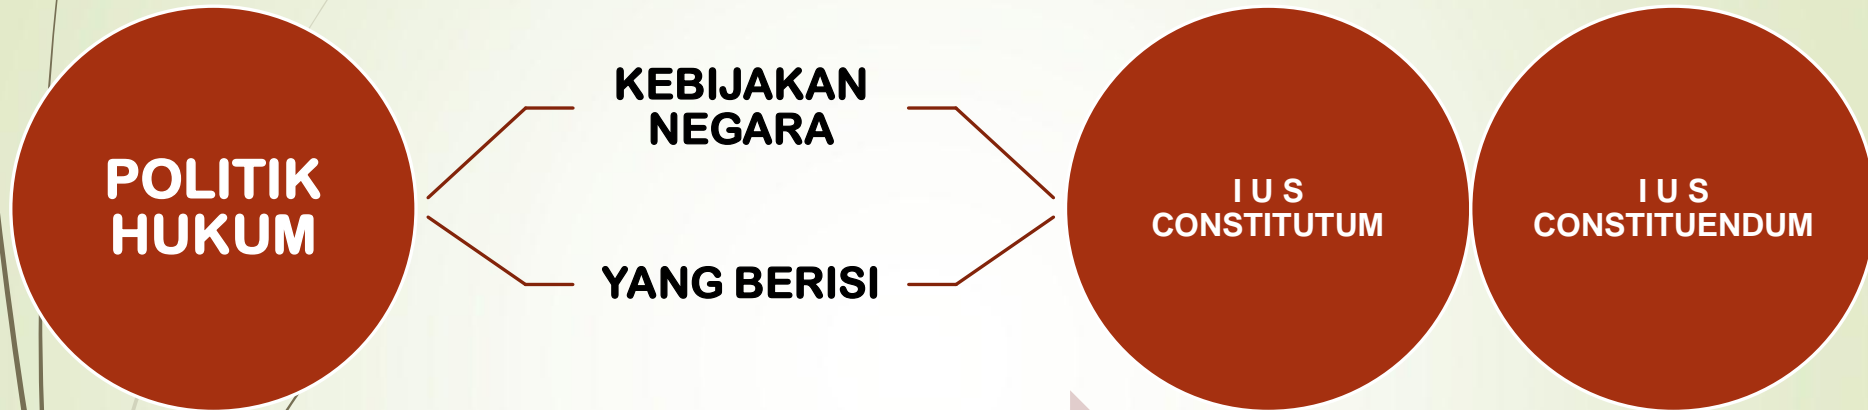 POLITIK
HUKUM
KEBIJAKAN
NEGARA
YANG BERISI
I U S
CONSTITUTUM
I U S
CONSTITUENDUM